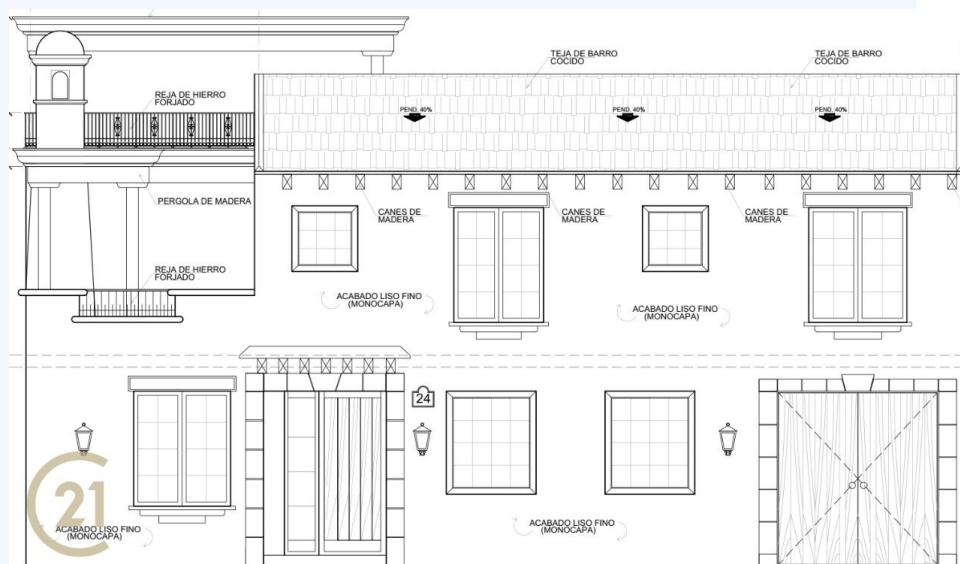 TEJA DE BARRO
COCIDO
TEJA DE BARRO
COCIDO
REJA DE HIERRO
FORJADO
PEND. 40%
PEND. 40%
PEND. 40%
PERGOLA DE MADERA
CANES DE
MADERA
CANES DE
MADERA
CANES DE
MADERA
REJA DE HIERRO
FORJADO
ACABADO LISO FINO
(MONOCAPA)
ACABADO LISO FINO
(MONOCAPA)
24
C21
ACABADO LISO FINO
(MONOCAPA)
ACABADO LISO FINO
(MONOCAPA)